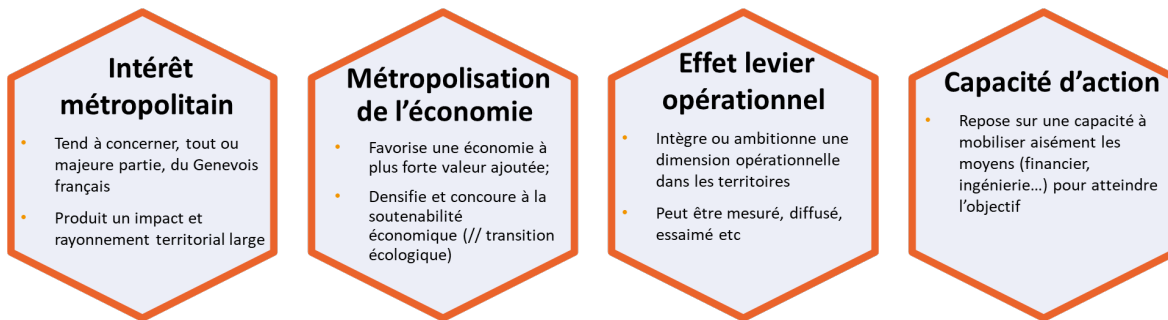 Intérêt
métropolitain
• Tend à concerner, tout ou
majeure partie, du Genevois
français
• Produit un impact et
rayonnement territorial large
Métropolisation
de l'économie
• Favorise une économie à
plus forte valeur ajoutée;
• Densifie et concoure à la
soutenabilité
économique (// transition
écologique)
Effet levier
opérationnel
• Intègre ou ambitionne une
dimension opérationnelle
dans les territoires
• Peut être mesuré, diffusé,
essaimé etc
Capacité d'action
• Repose sur une capacité à
mobiliser aisément les
moyens (financier,
ingénierie...) pour atteindre
l'objectif